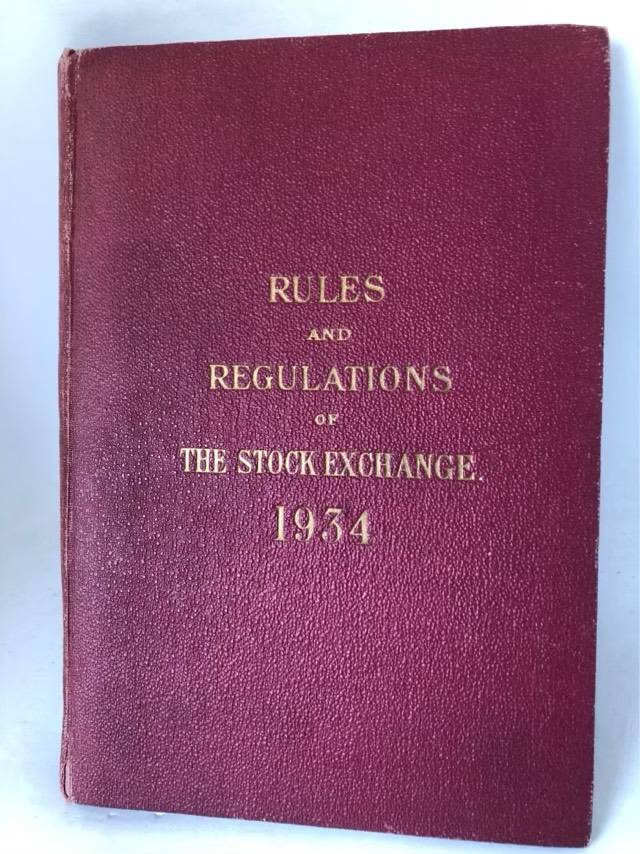 RULES
AND
REGULATIONS
OF
THE STOCK EXCHANGE.
1934